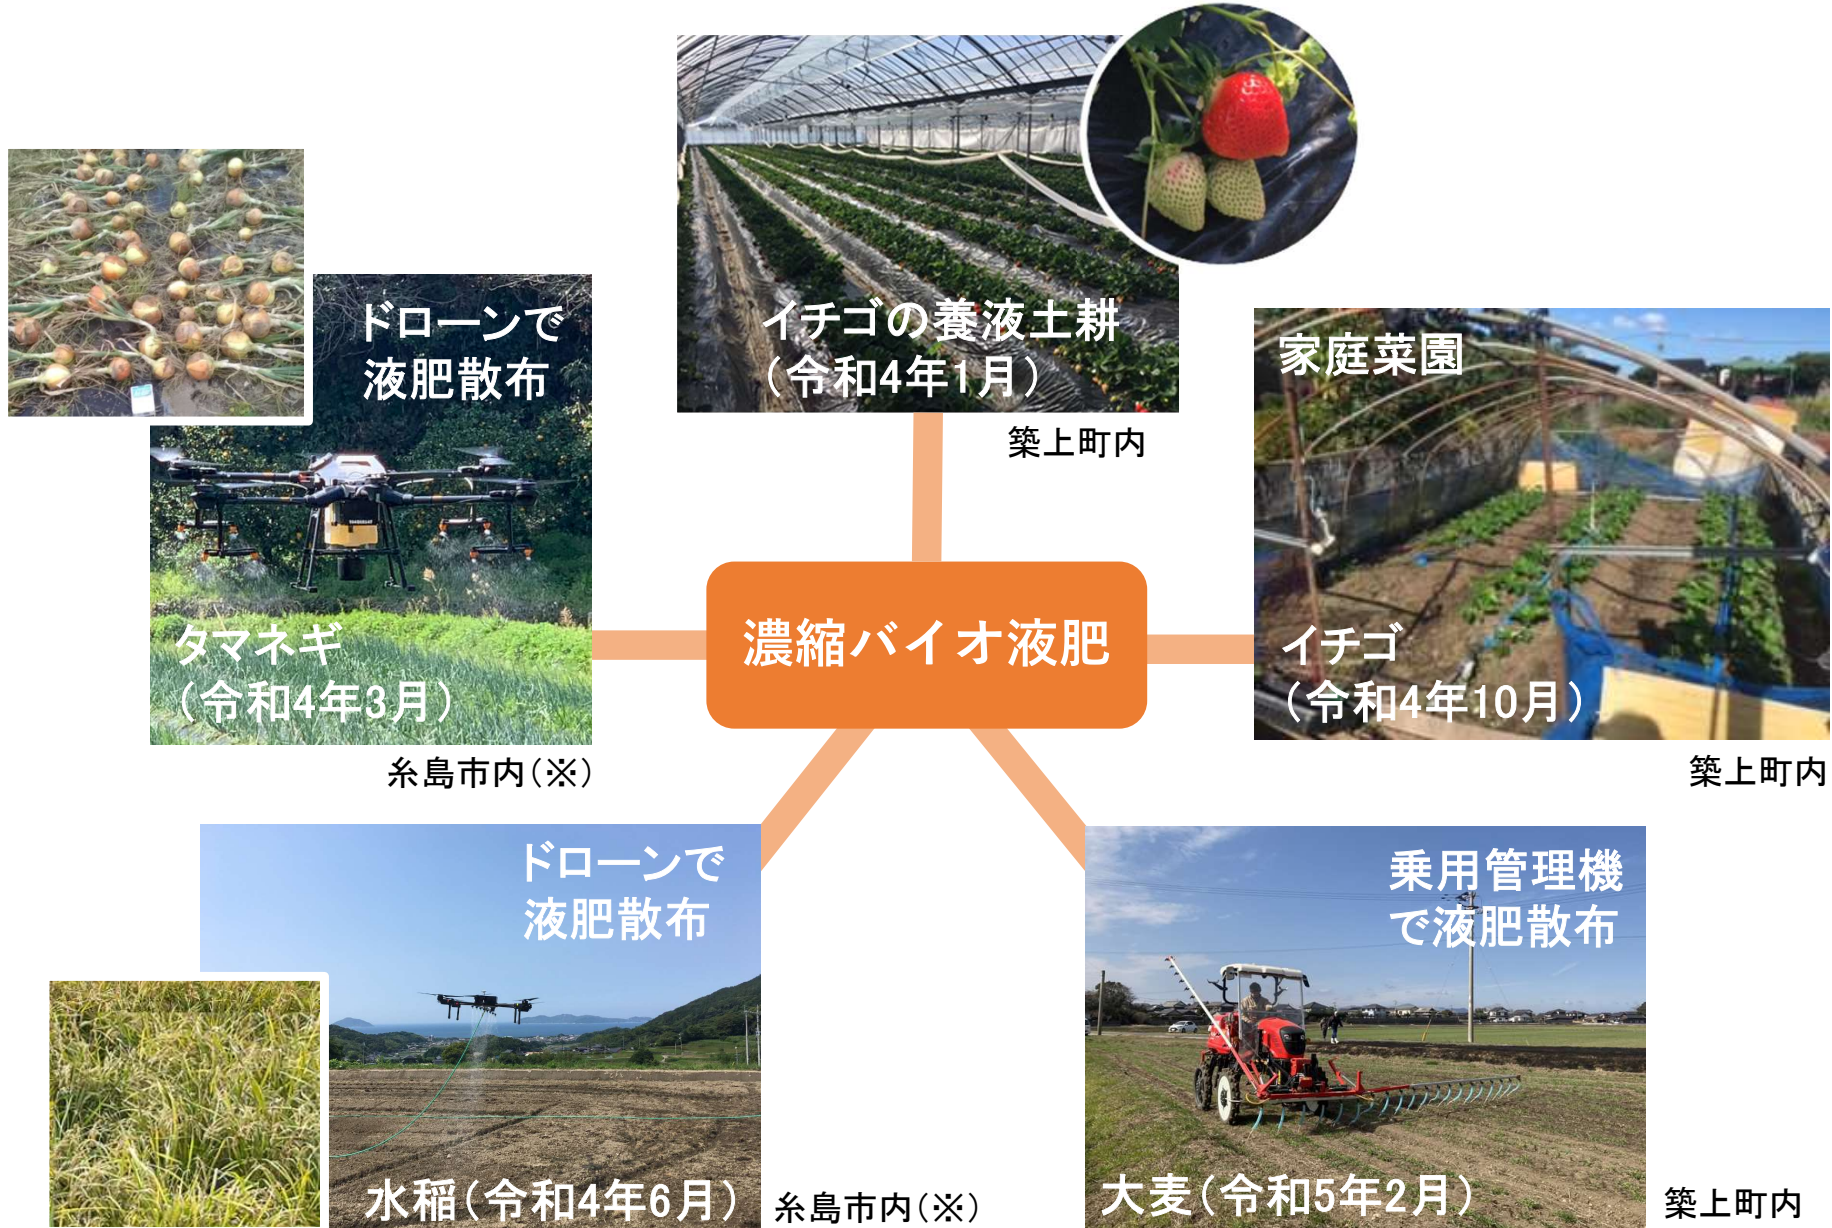 イチゴの養液土耕
（令和4年1月）
築上町内
ドローンで
液肥散布
タマネギ
（令和4年3月）
糸島市内（※）
家庭菜園
イチゴ
（令和4年10月）
築上町内
濃縮バイオ液肥
ドローンで
液肥散布
水稲（令和4年6月）
糸島市内（※）
乗用管理機
で液肥散布
大麦（令和5年2月）
築上町内